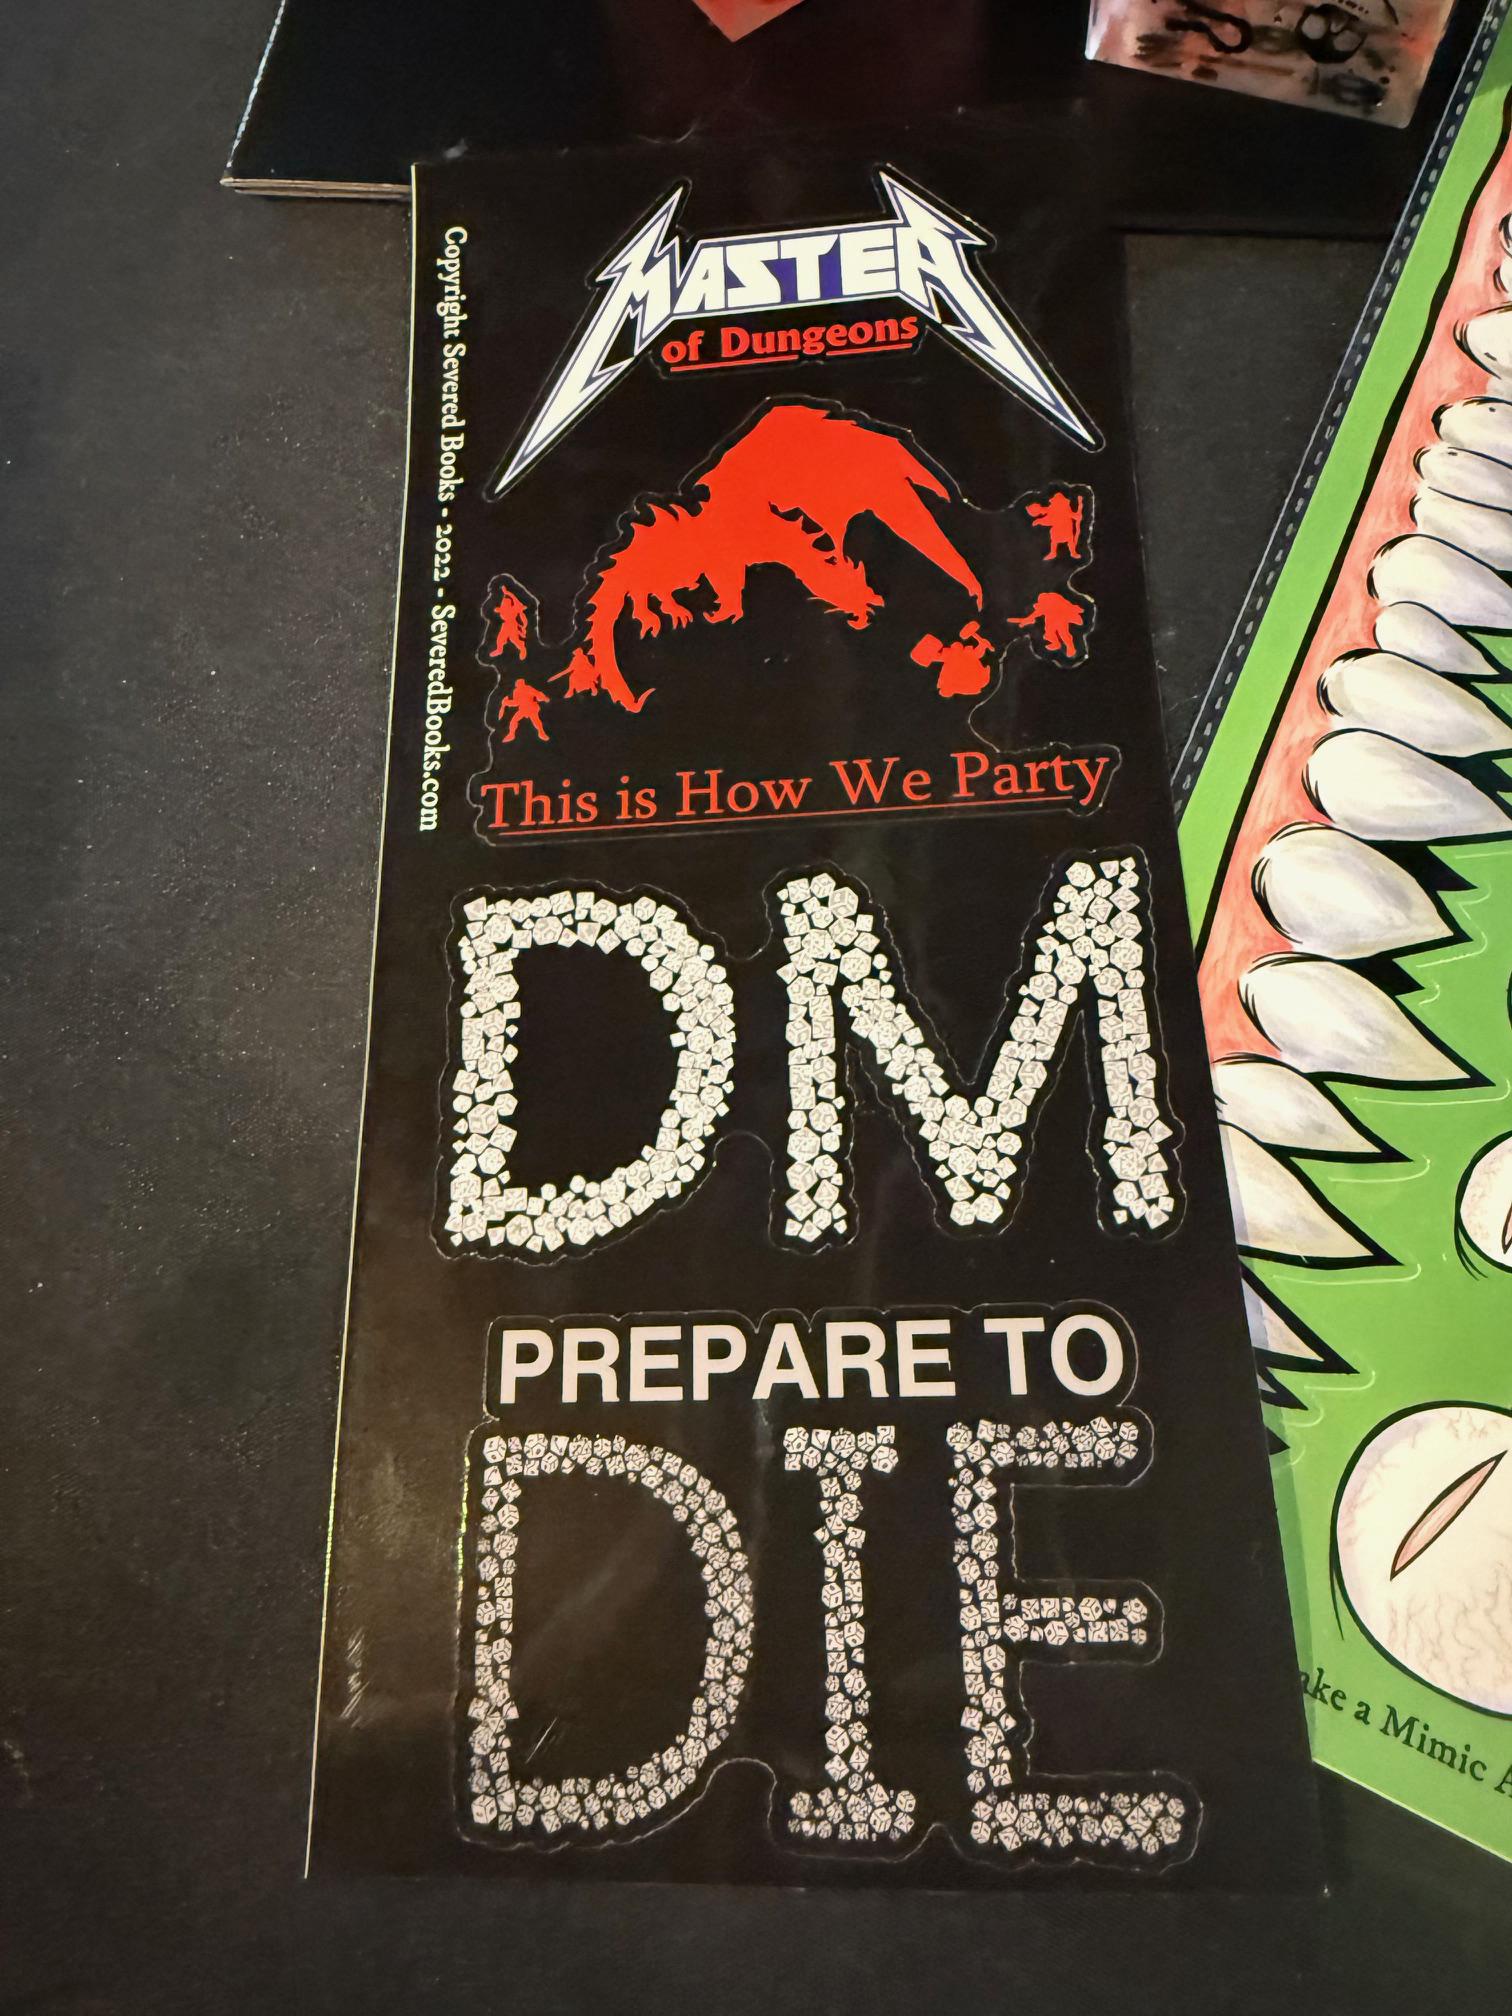 Copyright Severed Books - 2022 - SeveredBooks.com
MASTER
of Dungeons
This is How We Party
DM
PREPARE TO
DIE
a Mimic